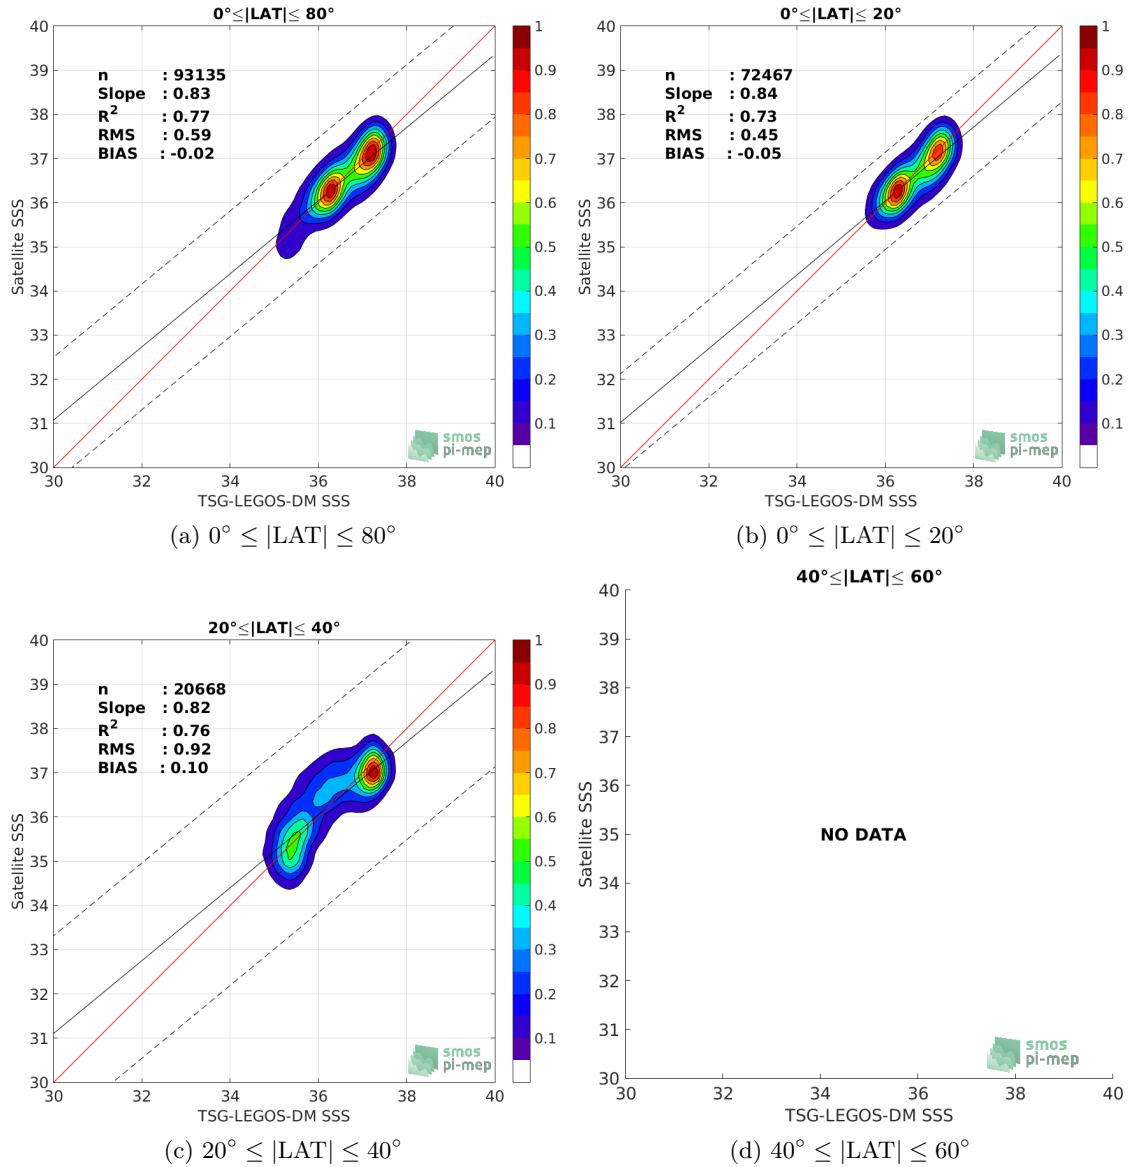 0°≤|LAT|≤ 80°
n : 93135
Slope : 0.83
R2 : 0.77
RMS : 0.59
BIAS : -0.02
40
39
38
37
36
35
34
33
32
31
30
Satellite SSS
30 32 34 36 38 40
TSG-LEGOS-DM SSS
1
0.9
0.8
0.7
0.6
0.5
0.4
0.3
0.2
0.1
smos
pi-mep
(a) 0° ≤ |LAT| ≤ 80°
0°≤|LAT|≤ 20°
n : 72467
Slope : 0.84
R2 : 0.73
RMS : 0.45
BIAS : -0.05
40
39
38
37
36
35
34
33
32
31
30
Satellite SSS
30 32 34 36 38 40
TSG-LEGOS-DM SSS
1
0.9
0.8
0.7
0.6
0.5
0.4
0.3
0.2
0.1
smos
pi-mep
(b) 0° ≤ |LAT| ≤ 20°
20°≤|LAT|≤ 40°
n : 20668
Slope : 0.82
R2 : 0.76
RMS : 0.92
BIAS : 0.10
40
39
38
37
36
35
34
33
32
31
30
Satellite SSS
30 32 34 36 38 40
TSG-LEGOS-DM SSS
1
0.9
0.8
0.7
0.6
0.5
0.4
0.3
0.2
0.1
smos
pi-mep
(c) 20° ≤ |LAT| ≤ 40°
40°≤|LAT|≤ 60°
40
39
38
37
36
35
34
33
32
31
30
Satellite SSS
NO DATA
30 32 34 36 38 40
TSG-LEGOS-DM SSS
smos
pi-mep
(d) 40° ≤ |LAT| ≤ 60°